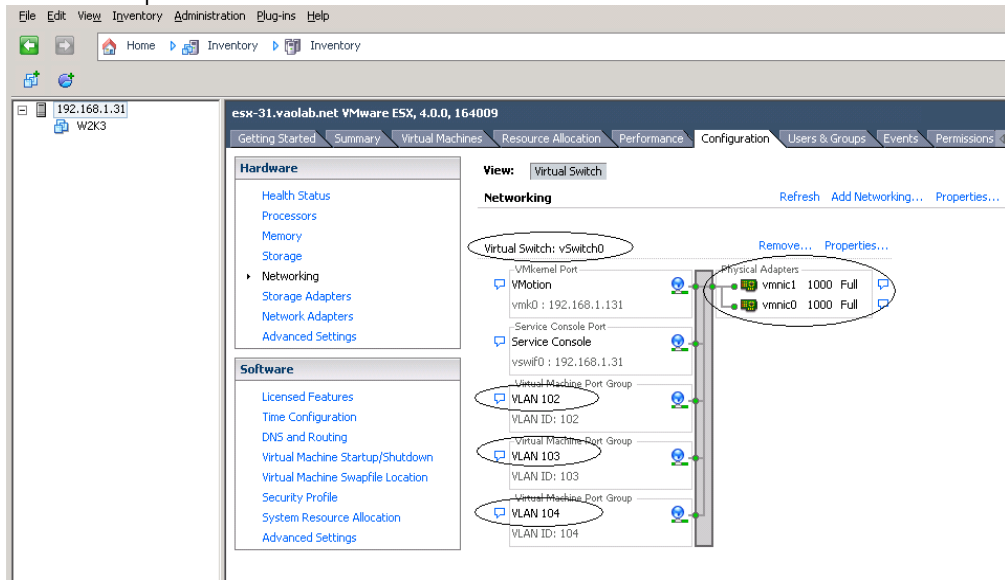 File Edit View Inventory Administration Plug-ins Help
Home Inventory Inventory
192.168.1.31
W2K3
esx-31.vaolab.net VMware ESX, 4.0.0, 164009
Getting Started Summary Virtual Machines Resource Allocation Performance Configuration Users & Groups Events Permissions
Hardware
Health Status
Processors
Memory
Storage
Networking
Storage Adapters
Network Adapters
Advanced Settings
Software
Licensed Features
Time Configuration
DNS and Routing
Virtual Machine Startup/Shutdown
Virtual Machine Swapfile Location
Security Profile
System Resource Allocation
Advanced Settings
View: Virtual Switch
Networking Refresh Add Networking... Properties...
Virtual Switch: vSwitch0 Remove... Properties...
VMkernel Port
VMotion
vmk0 : 192.168.1.131
Service Console Port
Service Console
vswif0 : 192.168.1.31
Virtual Machine Port Group
VLAN 102
VLAN ID: 102
Virtual Machine Port Group
VLAN 103
VLAN ID: 103
Virtual Machine Port Group
VLAN 104
VLAN ID: 104
Physical Adapters
vmnic1 1000 Full
vmnic0 1000 Full